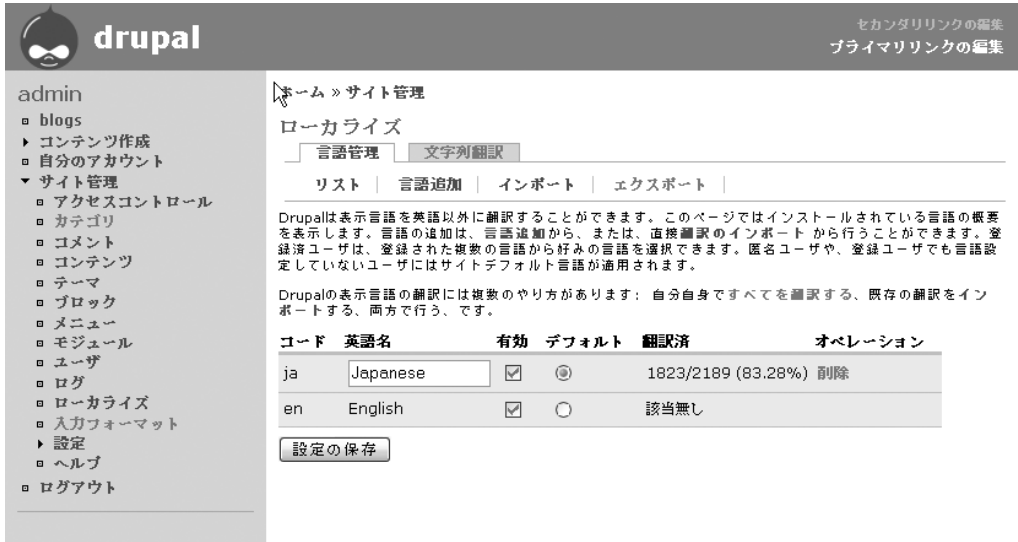 drupal
セカンダリリンクの編集
プライマリリンクの編集
admin
blogs
コンテンツ作成
自分のアカウント
サイト管理
アクセスコントロール
カテゴリ
コメント
コンテンツ
テーマ
ブロック
メニュー
モジュール
ユーザ
ログ
ローカライズ
入力フォーマット
設定
ヘルプ
ログアウト
ホーム » サイト管理
ローカライズ
言語管理 文字列翻訳
リスト 言語追加 インポート エクスポート
Drupalは表示言語を英語以外に翻訳することができます。このページではインストールされている言語の概要
を表示します。言語の追加は、言語追加から、または、直接翻訳のインポート から行うことができます。登
録済ユーザは、登録された複数の言語から好みの言語を選択できます。匿名ユーザや、登録ユーザでも言語設
定していないユーザにはサイトデフォルト言語が適用されます。
Drupalの表示言語の翻訳には複数のやり方があります: 自分自身ですべてを翻訳する、既存の翻訳をイン
ポートする、両方で行う、です。
コード 英語名 有効 デフォルト 翻訳済 オペレーション
ja Japanese 1823/2189 (83.28%) 削除
en English 該当無し
設定の保存